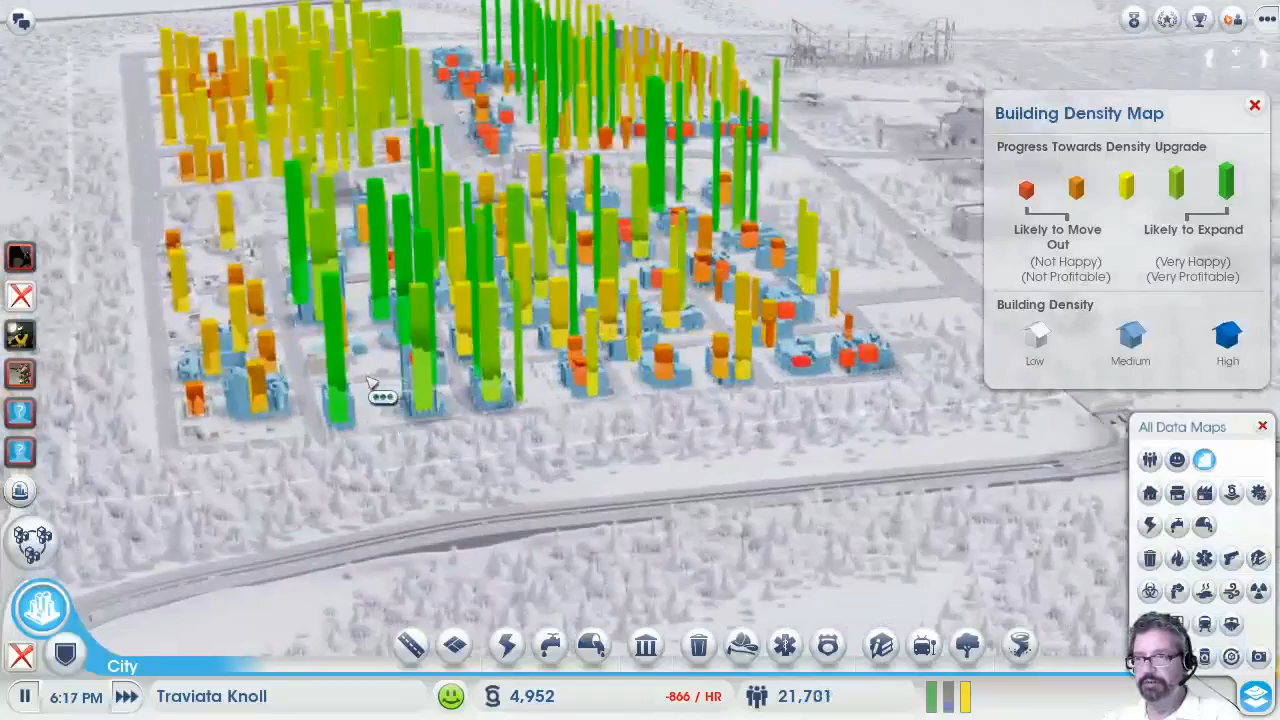 Building Density Map
Progress Towards Density Upgrade
Likely to Move Out
Likely to Expand
(Not Happy)
(Very Happy)
(Not Profitable)
(Very Profitable)
Building Density
Low
Medium
High
All Data Maps
City
6:17 PM
Traviata Knoll
4,952
-866 / HR
21,701